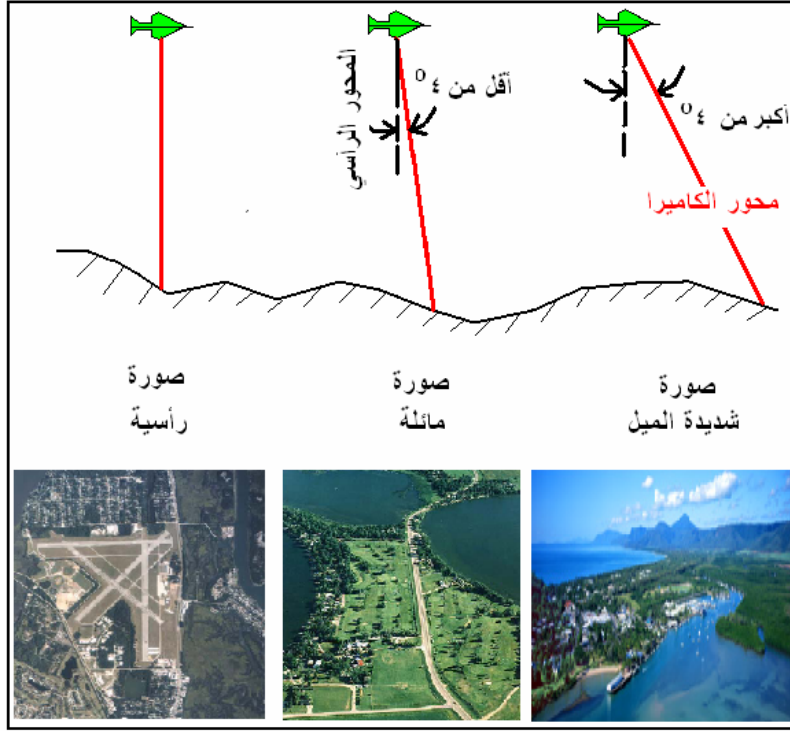 أقل من ٤°
المحور الرأسي
أكبر من ٤°
محور الكاميرا
صورة
شديدة الميل
صورة
مائلة
صورة
رأسية